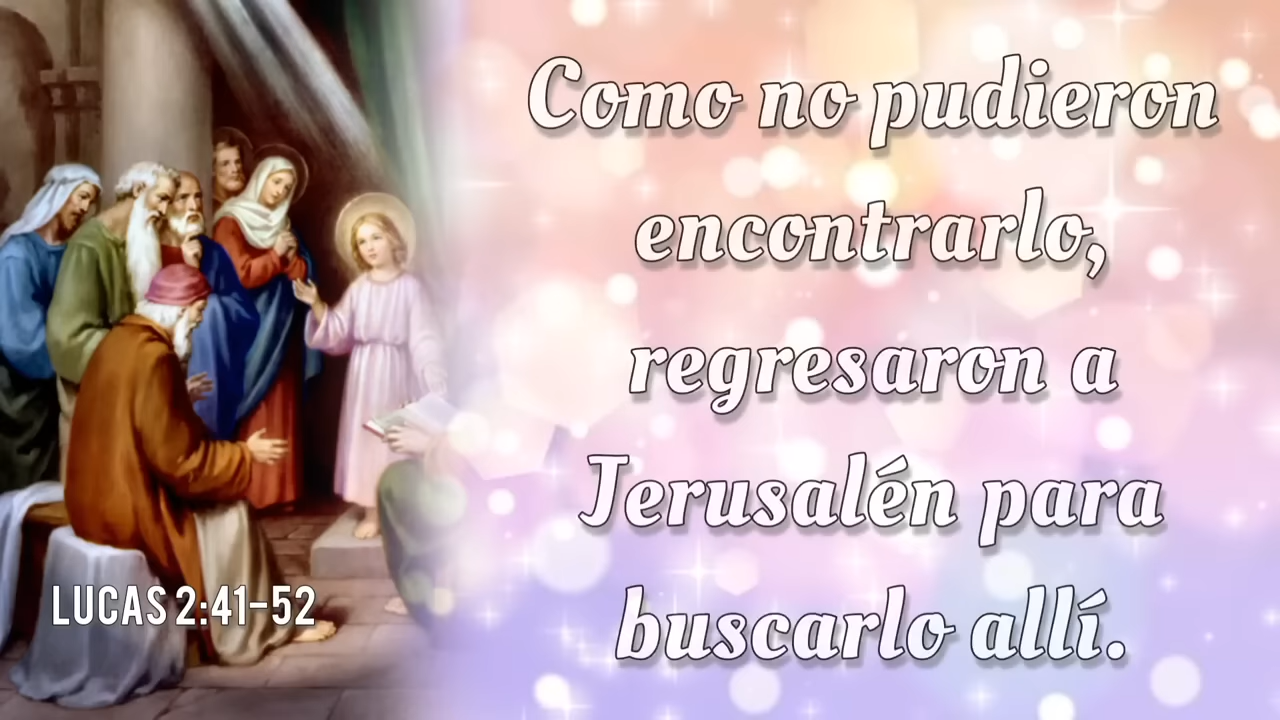 Como no pudieron
encontrarlo,
regresaron a
Jerusalén para
buscarlo allí.
LUCAS 2:41-52